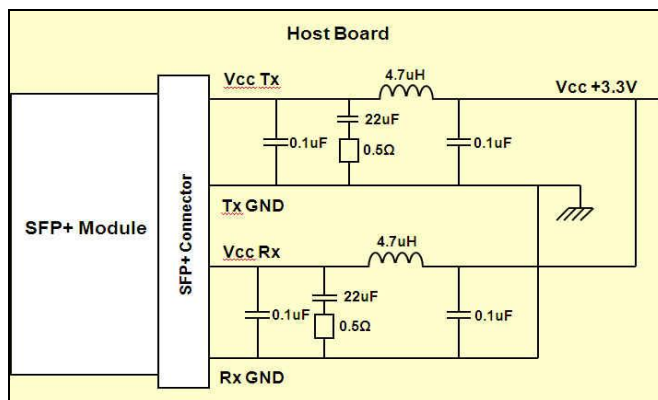 Host Board
Vcc Tx
4.7uH
Vcc +3.3V
22uF
0.1uF
0.5Ω
0.1uF
Tx GND
SFP+ Module
SFP+ Connector
Vcc Rx
4.7uH
22uF
0.1uF
0.5Ω
0.1uF
Rx GND